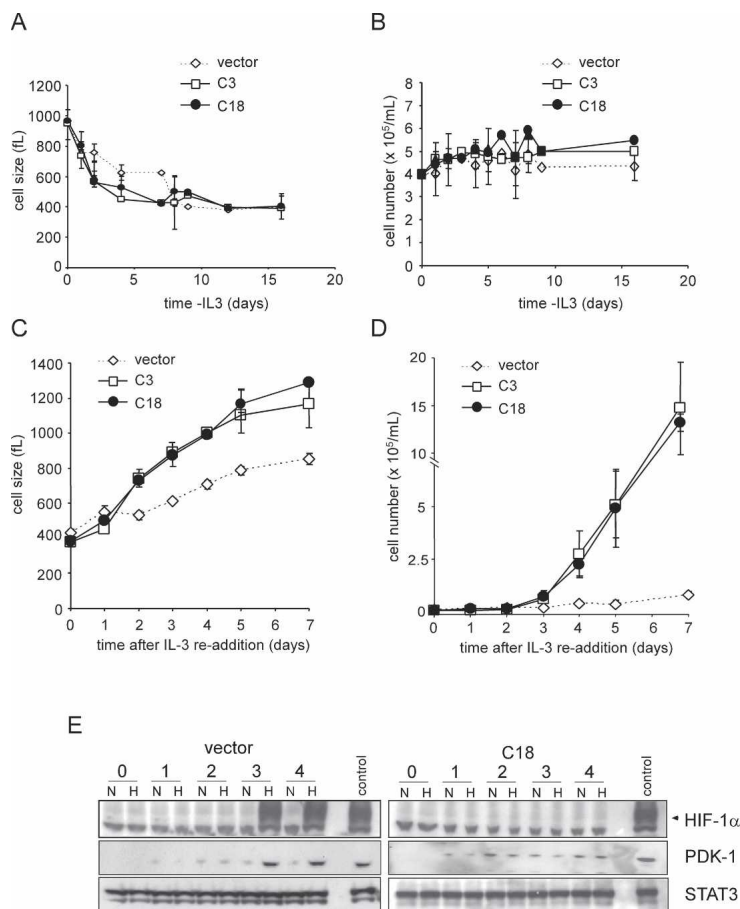 A
vector
C3
C18
cell size (fL)
1200
1000
800
600
400
200
0
0 5 10 15 20
time -IL3 (days)
B
vector
C3
C18
cell number (x 10⁵/mL)
8
7
6
5
4
3
2
1
0
0 5 10 15 20
time -IL3 (days)
C
vector
C3
C18
cell size (fL)
1400
1200
1000
800
600
400
200
0
0 1 2 3 4 5 6 7
time after IL-3 re-addition (days)
D
vector
C3
C18
cell number (x 10⁵/mL)
20
15
5
2.5
0
0 1 2 3 4 5 6 7
time after IL-3 re-addition (days)
E
vector
0 1 2 3 4 control
N H N H N H N H N H
C18
0 1 2 3 4 control
N H N H N H N H N H
HIF-1α
PDK-1
STAT3